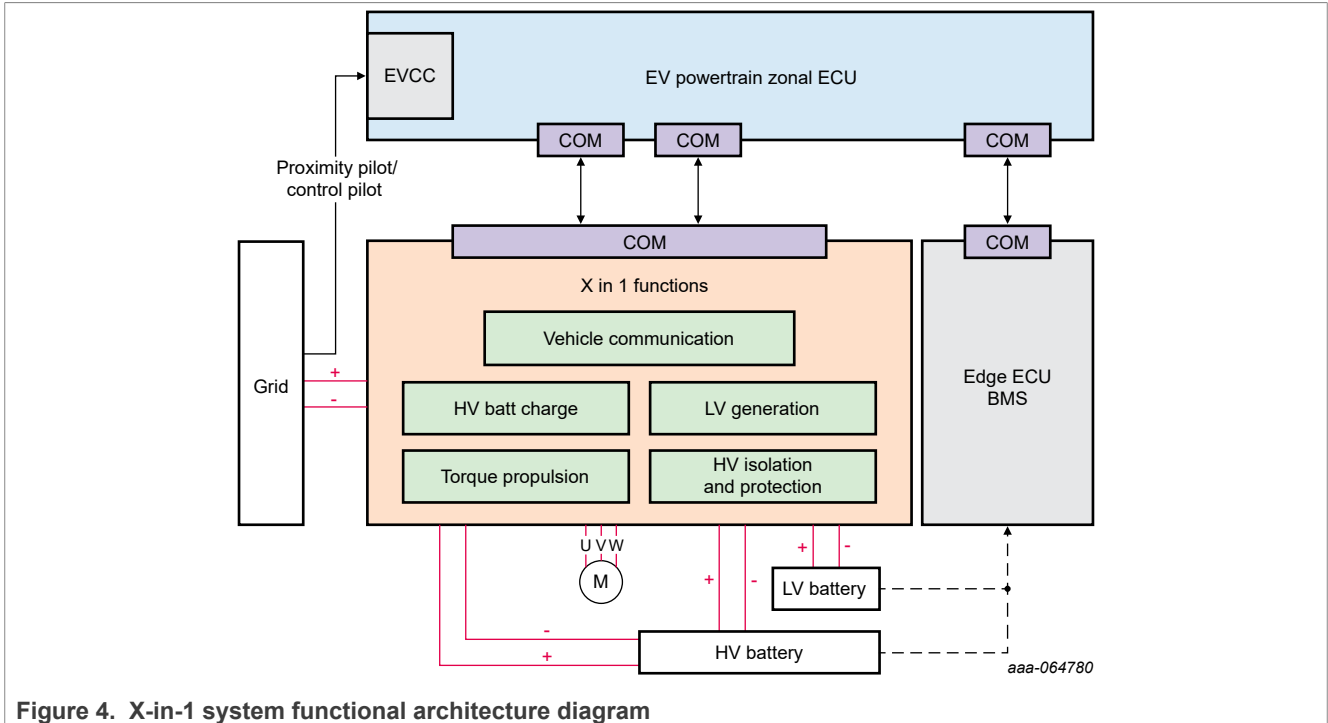 EVCC
EV powertrain zonal ECU
COM
COM
COM
Proximity pilot/
control pilot
COM
COM
X in 1 functions
Vehicle communication
Grid
+
-
HV batt charge
LV generation
Edge ECU
BMS
Torque propulsion
HV isolation
and protection
U V W
M
+
-
+
-
LV battery
-
+
HV battery
aaa-064780
Figure 4. X-in-1 system functional architecture diagram